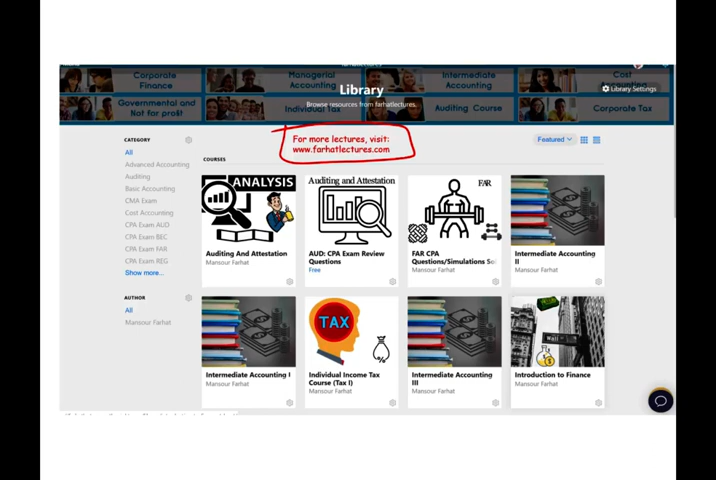 farhatlectures
Corporate
Finance
Managerial
Accounting
Intermediate
Accounting
Cost
Accounting
Library
Library Settings
Browse resources from farhatlectures.
Governmental and
Not for profit
Individual Tax
Auditing Course
Corporate Tax
For more lectures, visit:
www.farhatlectures.com
Featured
CATEGORY
All
Advanced Accounting
Auditing
Basic Accounting
CMA Exam
Cost Accounting
CPA Exam AUD
CPA Exam BEC
CPA Exam FAR
CPA Exam REG
Show more...
AUTHOR
All
Mansour Farhat
COURSES
ANALYSIS
Auditing And Attestation
Mansour Farhat
Auditing and Attestation
AUD: CPA Exam Review
Questions
Free
FAR
FAR CPA
Questions/Simulations
Mansour Farhat
Intermediate Accounting
II
Mansour Farhat
Intermediate Accounting I
Mansour Farhat
TAX
Individual Income Tax
Course (Tax I)
Mansour Farhat
Intermediate Accounting
III
Mansour Farhat
Wall
Introduction to Finance
Mansour Farhat